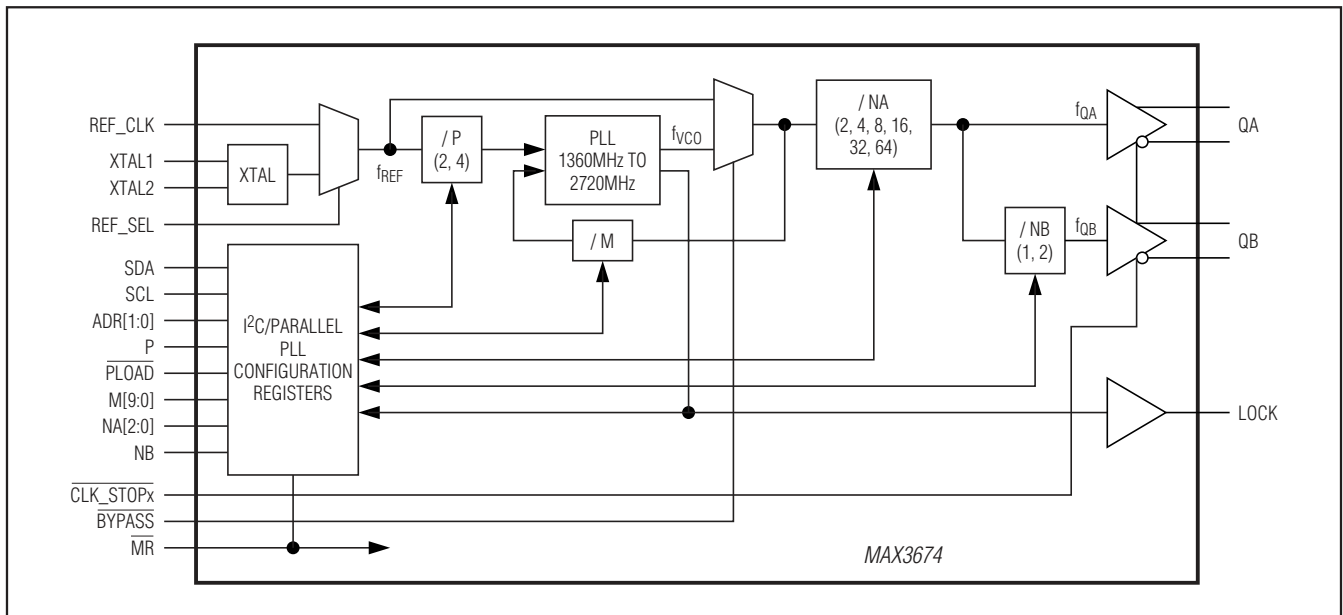 REF_CLK
XTAL1
XTAL2
REF_SEL
SDA
SCL
ADR[1:0]
P
PLOAD
M[9:0]
NA[2:0]
NB
CLK_STOPx
BYPASS
MR
XTAL
fREF
/ P
(2, 4)
PLL
1360MHz TO
2720MHz
fVCO
/ M
/ NA
(2, 4, 8, 16,
32, 64)
/ NB
(1, 2)
fQA
fQB
I²C/PARALLEL
PLL
CONFIGURATION
REGISTERS
QA
QB
LOCK
MAX3674